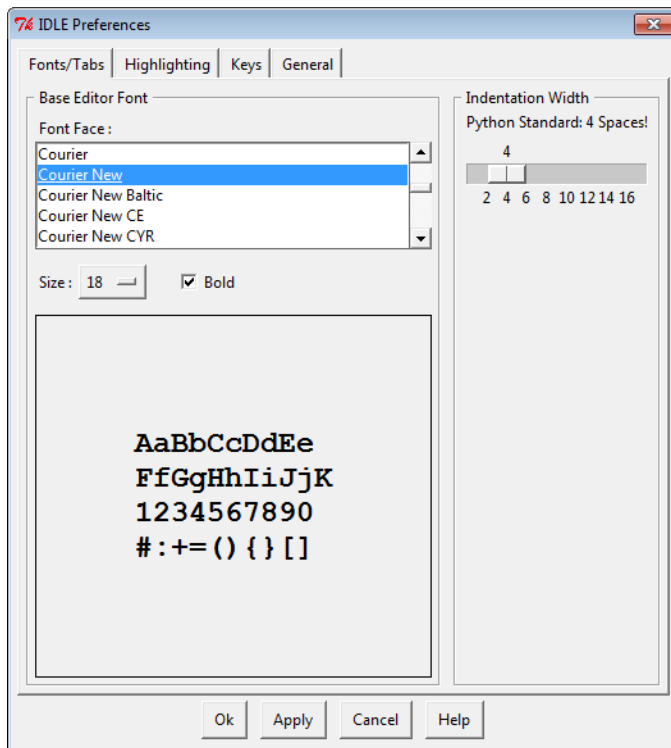 IDLE Preferences
Fonts/Tabs Highlighting Keys General
Base Editor Font
Font Face :
Courier
Courier New
Courier New Baltic
Courier New CE
Courier New CYR
Size : 18 Bold
AaBbCcDdEe
FfGgHhIiJjK
1234567890
#:+=(){}[]
Indentation Width
Python Standard: 4 Spaces!
4
2 4 6 8 10 12 14 16
Ok Apply Cancel Help